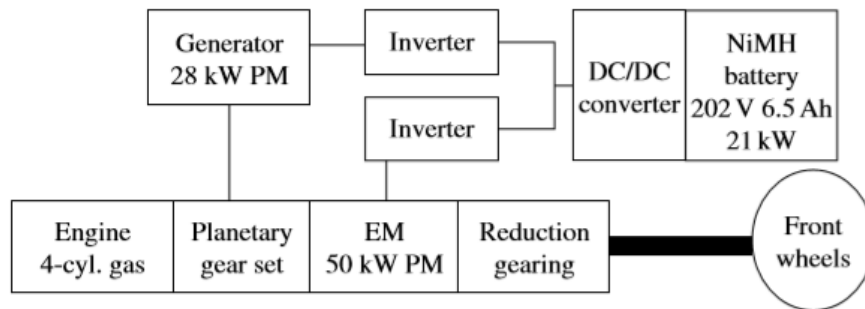 Generator
28 kW PM
Inverter
Inverter
DC/DC
converter
NiMH
battery
202 V 6.5 Ah
21 kW
Engine
4-cyl. gas
Planetary
gear set
EM
50 kW PM
Reduction
gearing
Front
wheels